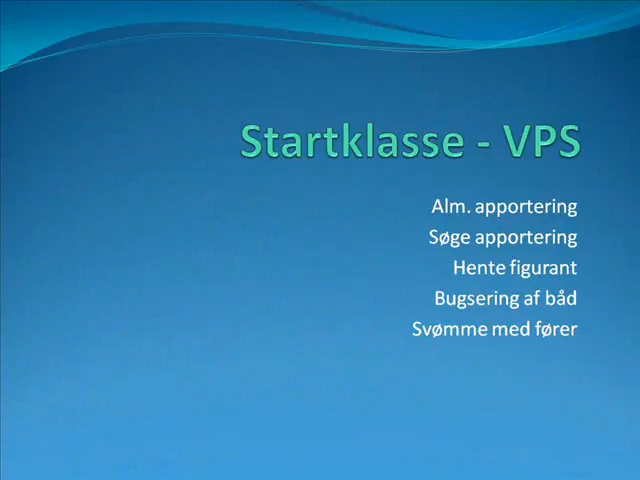 Startklasse - VPS
Alm. apportering
Søge apportering
Hente figurant
Bugsering af båd
Svømme med fører